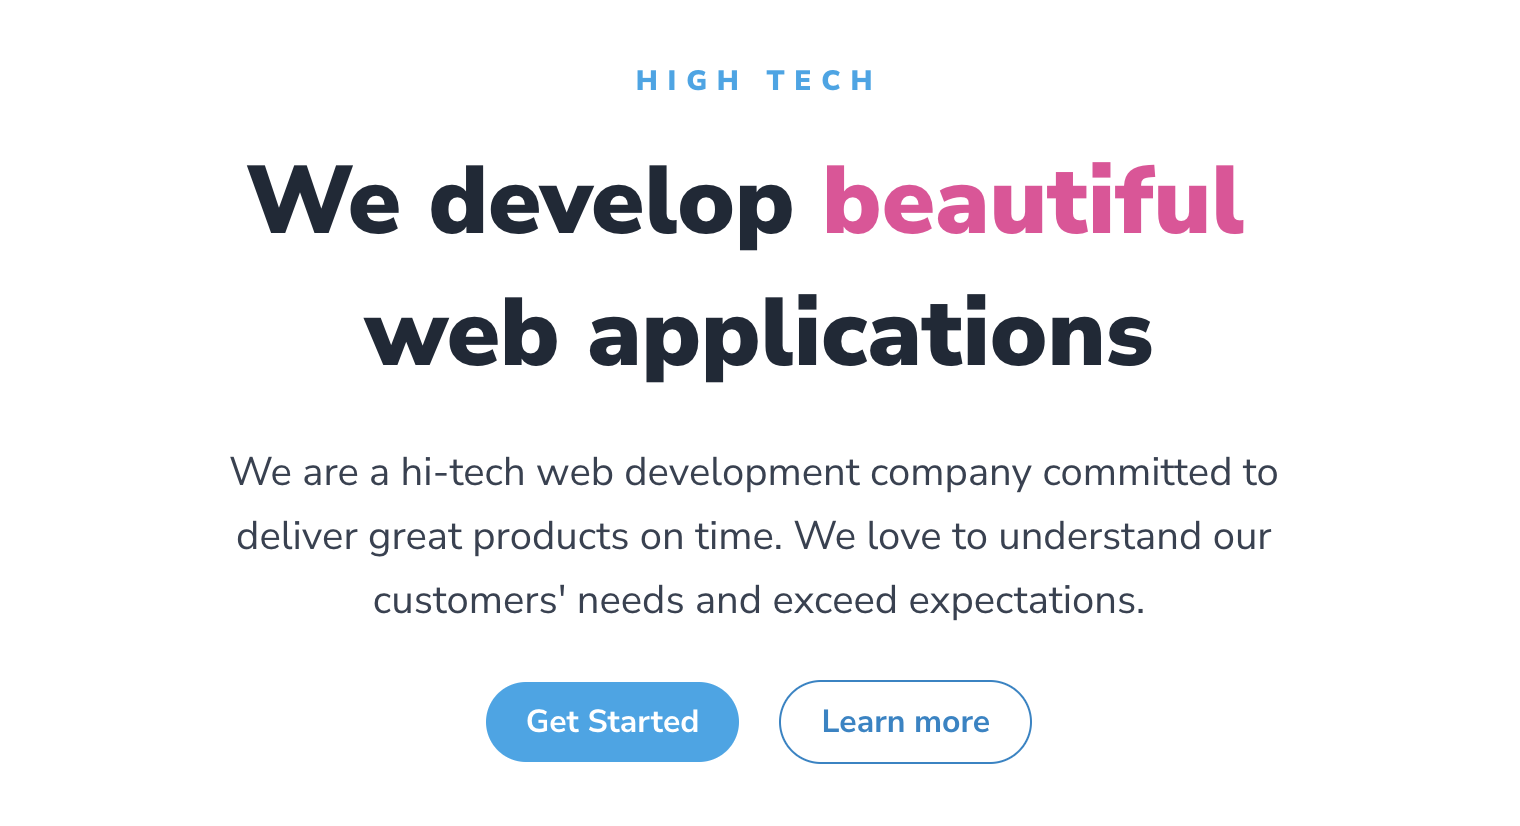 HIGH TECH
We develop beautiful
web applications
We are a hi-tech web development company committed to
deliver great products on time. We love to understand our
customers' needs and exceed expectations.
Get Started
Learn more